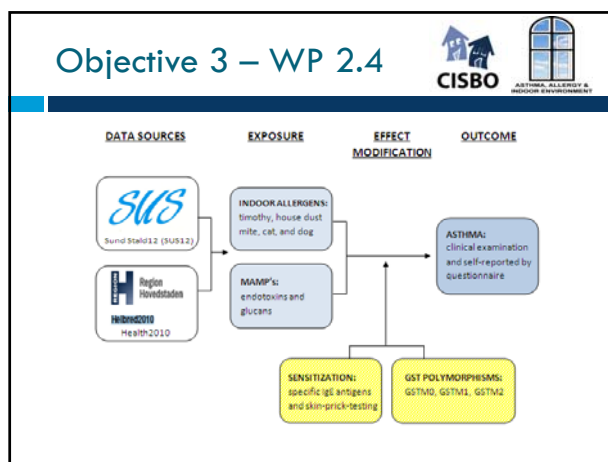 Objective 3 – WP 2.4
CISBO
ASTHMA, ALLERGY &
INDOOR ENVIRONMENT
DATA SOURCES
EXPOSURE
EFFECT
MODIFICATION
OUTCOME
SUS
Sund Stald12 (SUS12)
REGION
H
Region
Hovedstaden
Helbred2010
Health2010
INDOOR ALLERGENS:
timothy, house dust
mite, cat, and dog
MAMP's:
endotoxins and
glucans
ASTHMA:
clinical examination
and self-reported by
questionnaire
SENSITIZATION:
specific IgE antigens
and skin-prick-testing
GST POLYMORPHISMS:
GSTM0, GSTM1, GSTM2